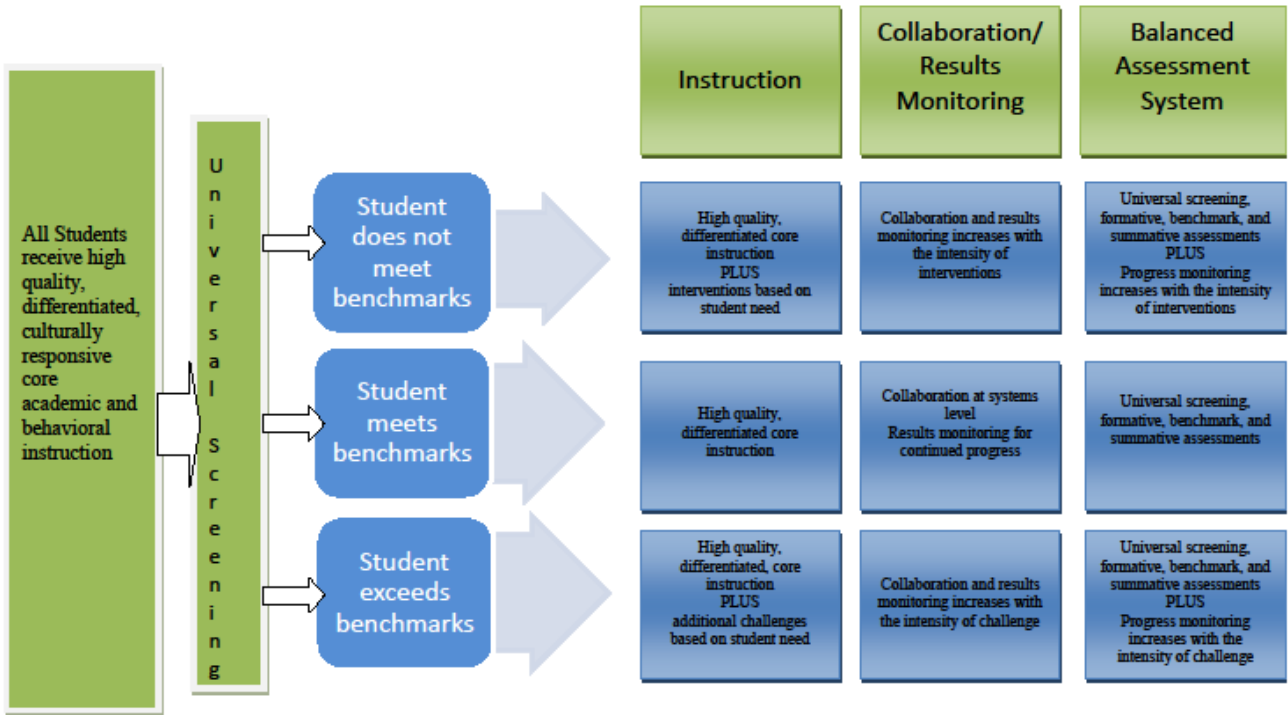 All Students
receive high
quality,
differentiated,
culturally
responsive
core
academic and
behavioral
instruction
Universal Screening
Student
does not
meet
benchmarks
Student
meets
benchmarks
Student
exceeds
benchmarks
Instruction
Collaboration/
Results
Monitoring
Balanced
Assessment
System
High quality,
differentiated core
instruction
PLUS
interventions based on
student need
Collaboration and results
monitoring increases with
the intensity of
interventions
Universal screening,
formative, benchmark, and
summative assessments
PLUS
Progress monitoring
increases with the intensity
of interventions
High quality,
differentiated core
instruction
Collaboration at systems
level
Results monitoring for
continued progress
Universal screening,
formative, benchmark, and
summative assessments
High quality,
differentiated, core
instruction
PLUS
additional challenges
based on student need
Collaboration and results
monitoring increases with
the intensity of challenge
Universal screening,
formative, benchmark, and
summative assessments
PLUS
Progress monitoring
increases with the
intensity of challenge